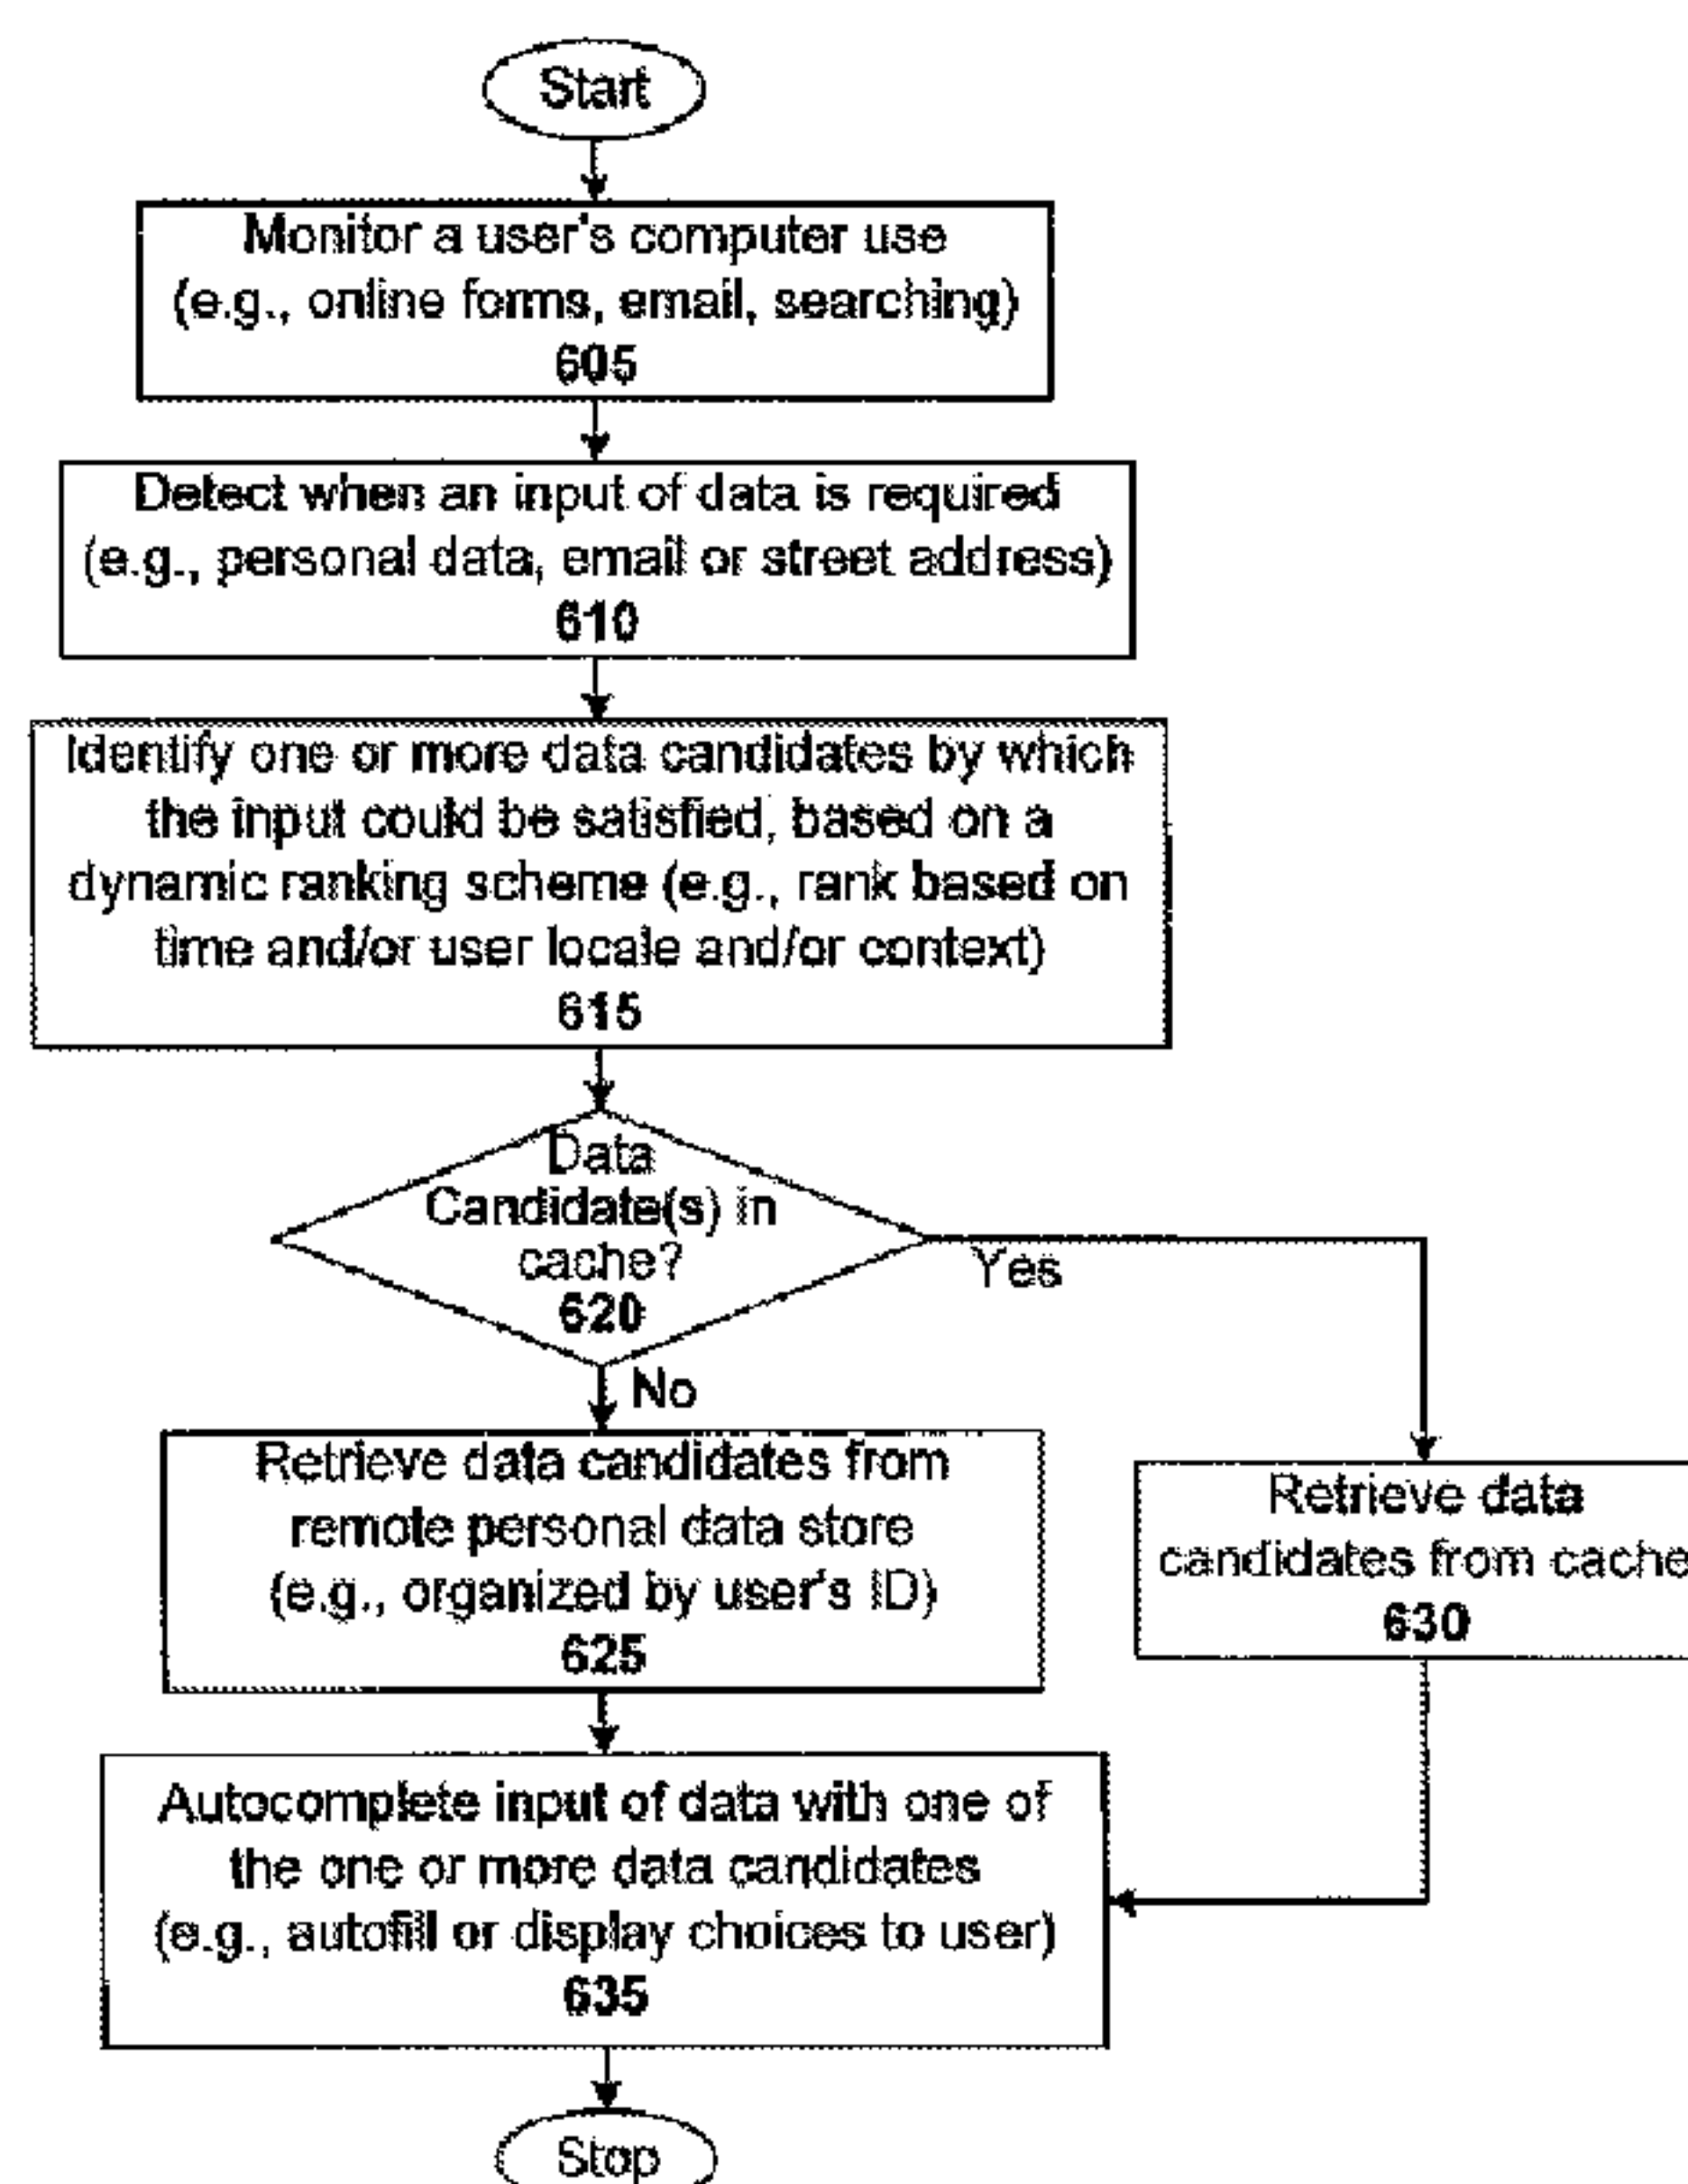 Start
Monitor a user's computer use
(e.g., online forms, email, searching)
605
Detect when an input of data is required
(e.g., personal data, email or street address)
610
Identify one or more data candidates by which
the input could be satisfied, based on a
dynamic ranking scheme (e.g., rank based on
time and/or user locale and/or context)
615
Data
Candidate(s) in
cache?
620
Yes
No
Retrieve data candidates from
remote personal data store
(e.g., organized by user's ID)
625
Retrieve data
candidates from cache
630
Autocomplete input of data with one of
the one or more data candidates
(e.g., autofill or display choices to user)
635
Stop